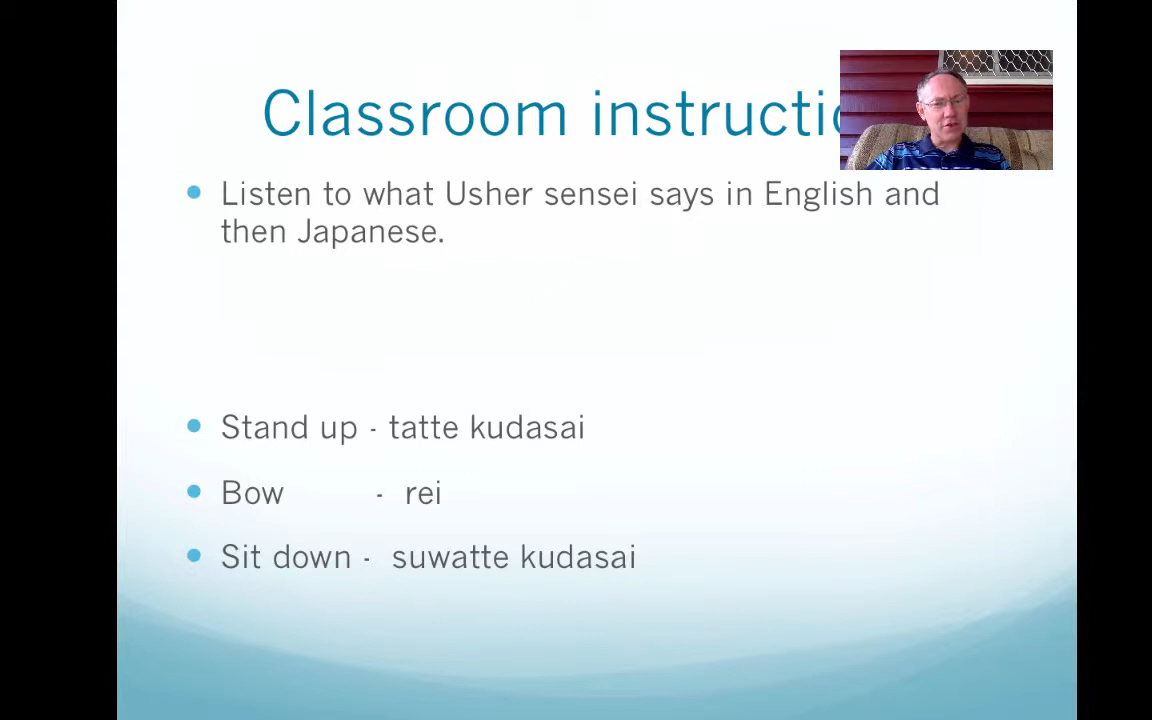 Classroom instructio
Listen to what Usher sensei says in English and
then Japanese.
Stand up - tatte kudasai
Bow - rei
Sit down - suwatte kudasai